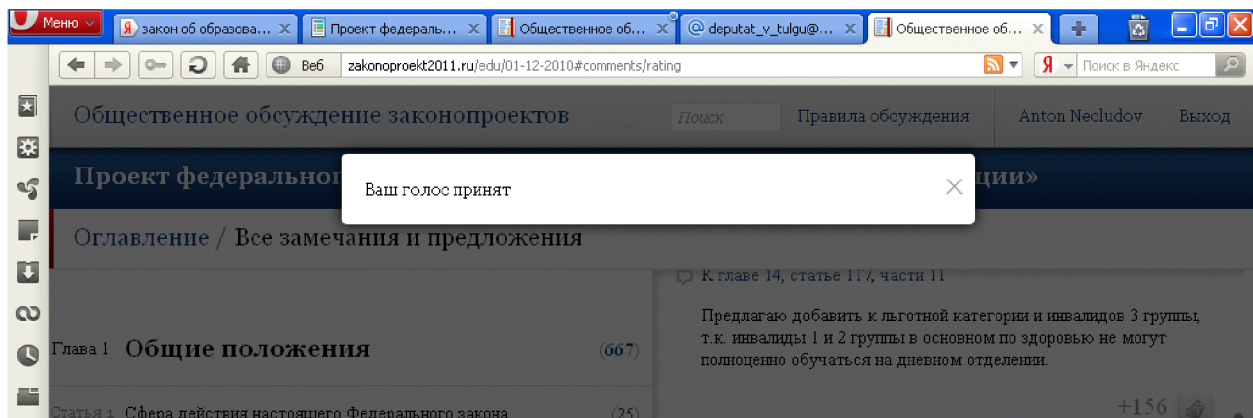 Меню
закон об образова...
Проект федераль...
Общественное об...
deputat_v_tulgu@...
Общественное об...
Веб
zakonoproekt2011.ru/edu/01-12-2010#comments/rating
Поиск в Яндекс
Общественное обсуждение законопроектов
Поиск
Правила обсуждения
Anton Necludov
Выход
Проект федерального
ции»
Ваш голос принят
Оглавление / Все замечания и предложения
К главе 14, статье 117, части 11
Предлагаю добавить к льготной категории и инвалидов 3 группы,
т.к. инвалиды 1 и 2 группы в основном по здоровью не могут
полноценно обучаться на дневном отделении.
Глава 1 Общие положения (667)
+156
Статья 1 Сфера действия настоящего Федерального закона (25)